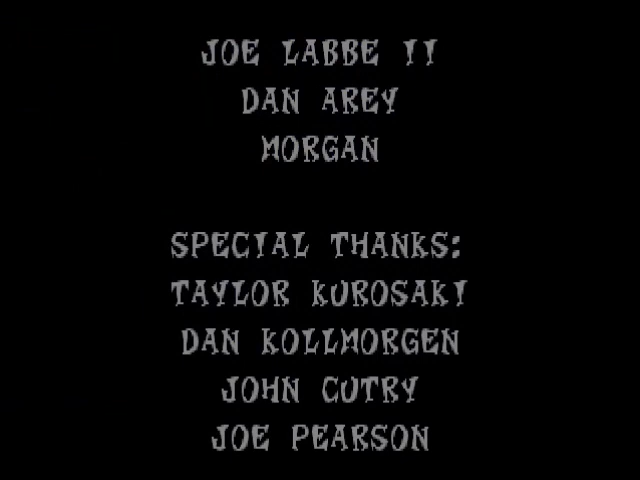 JOE LABBE II
DAN AREY
MORGAN
SPECIAL THANKS:
TAYLOR KUROSAKI
DAN KOLLMORGEN
JOHN CUTRY
JOE PEARSON